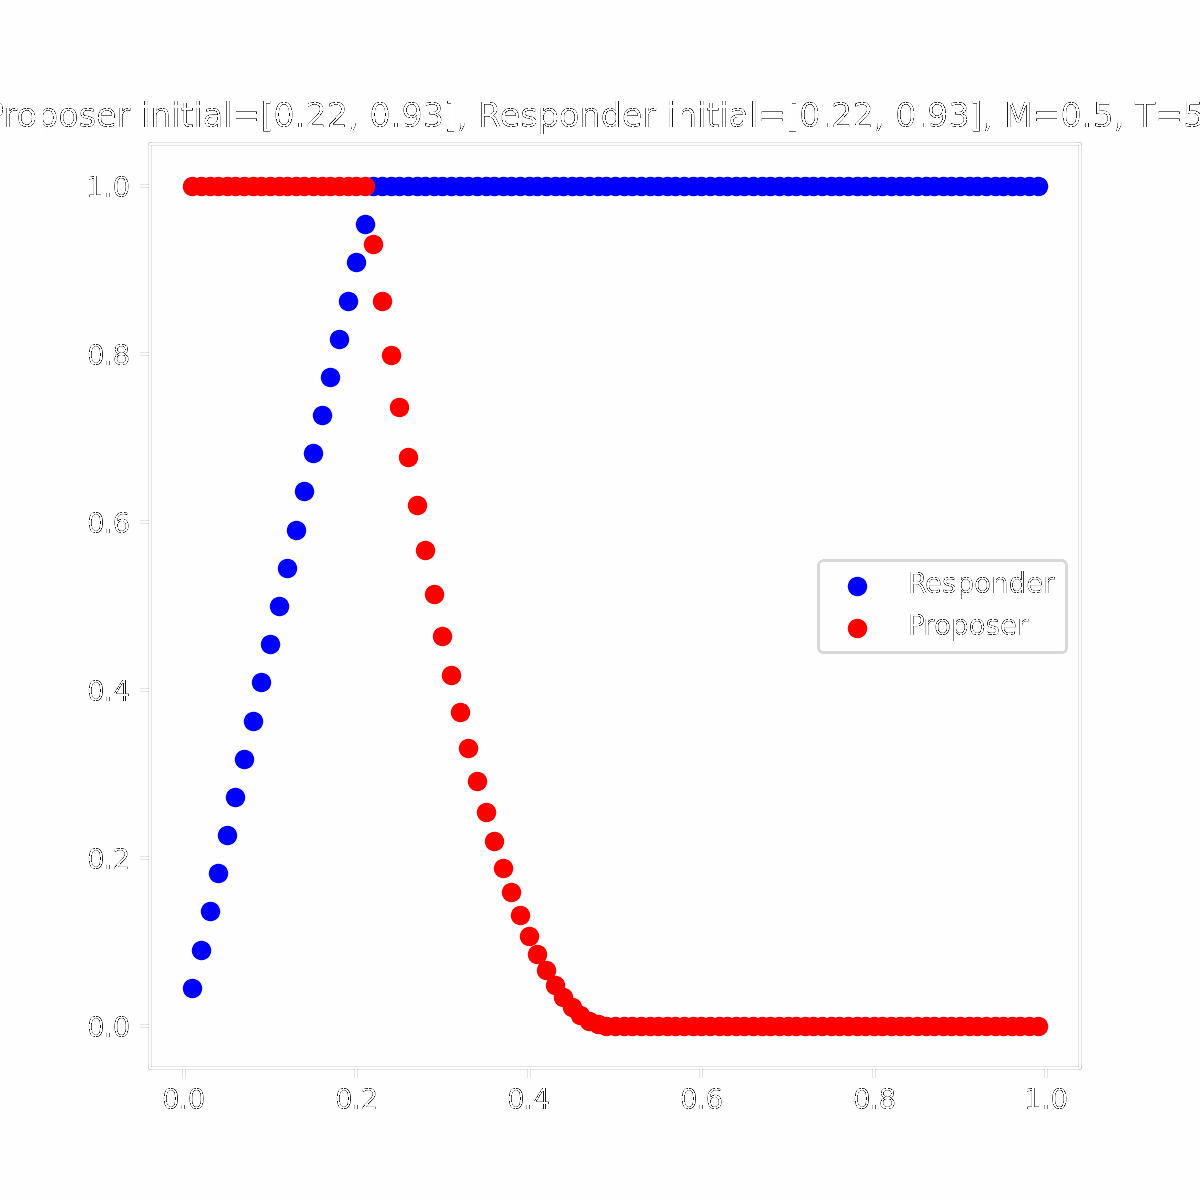 Proposer initial=[0.22, 0.93], Responder initial=[0.22, 0.93], M=0.5, T=5
1.0
0.8
0.6
0.4
0.2
0.0
Responder
Proposer
0.0 0.2 0.4 0.6 0.8 1.0